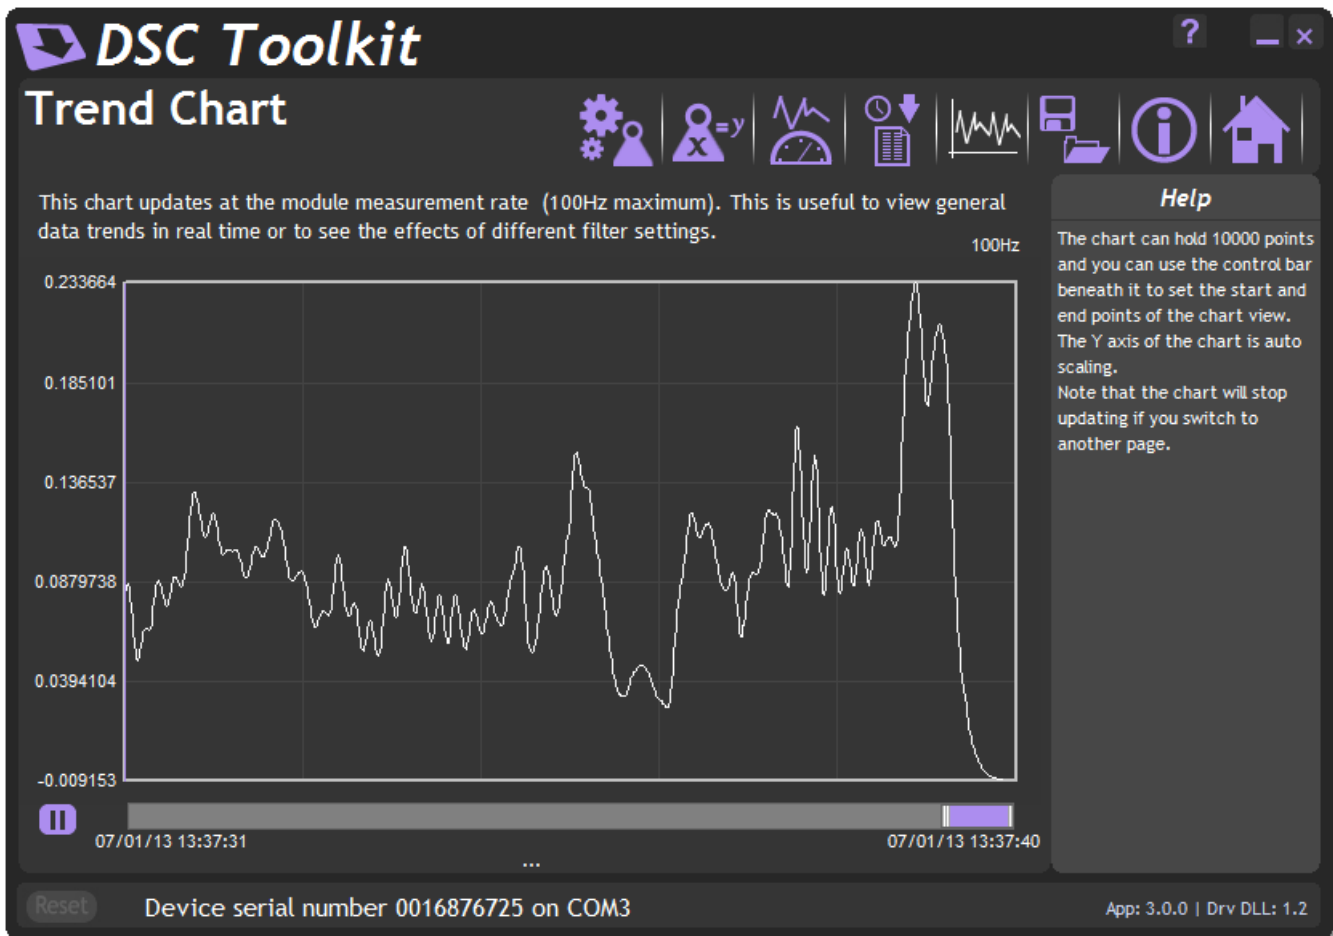 DSC Toolkit
?
Trend Chart
x=y
This chart updates at the module measurement rate (100Hz maximum). This is useful to view general
data trends in real time or to see the effects of different filter settings.
100Hz
0.233664
0.185101
0.136537
0.0879738
0.0394104
-0.009153
07/01/13 13:37:31
07/01/13 13:37:40
...
Help
The chart can hold 10000 points
and you can use the control bar
beneath it to set the start and
end points of the chart view.
The Y axis of the chart is auto
scaling.
Note that the chart will stop
updating if you switch to
another page.
Reset
Device serial number 0016876725 on COM3
App: 3.0.0 | Drv DLL: 1.2